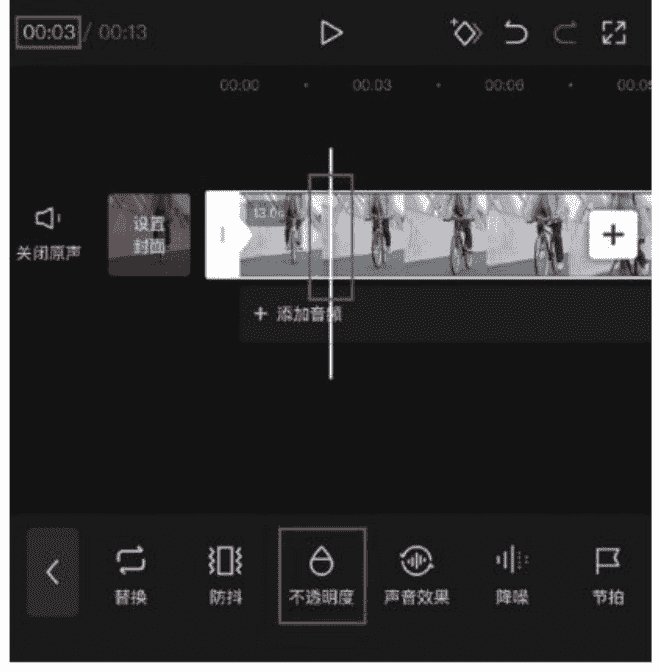 00:03 / 00:13
00:00 00:03 00:06
13.0s
关闭原声
设置
封面
+ 添加音频
替换 防抖 不透明度 声音效果 降噪 节拍